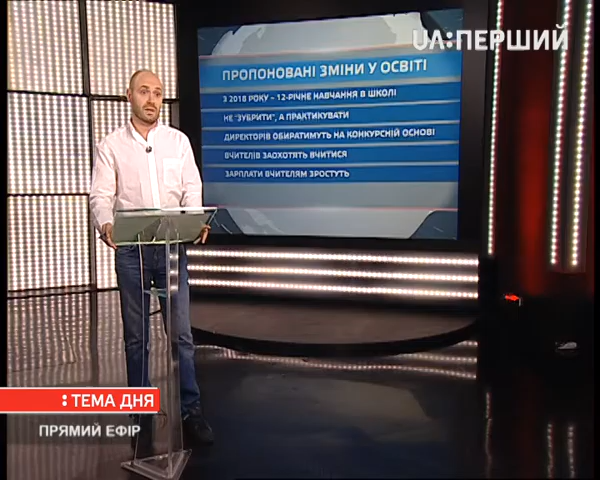 UA:ПЕРШИЙ
ПРОПОНОВАНІ ЗМІНИ У ОСВІТІ
З 2018 РОКУ – 12-РІЧНЕ НАВЧАННЯ В ШКОЛІ
НЕ "ЗУБРИТИ", А ПРАКТИКУВАТИ
ДИРЕКТОРІВ ОБИРАТИМУТЬ НА КОНКУРСНІЙ ОСНОВІ
ВЧИТЕЛІВ ЗАОХОТЯТЬ ВЧИТИСЯ
ЗАРПЛАТИ ВЧИТЕЛЯМ ЗРОСТУТЬ
:ТЕМА ДНЯ
ПРЯМИЙ ЕФІР